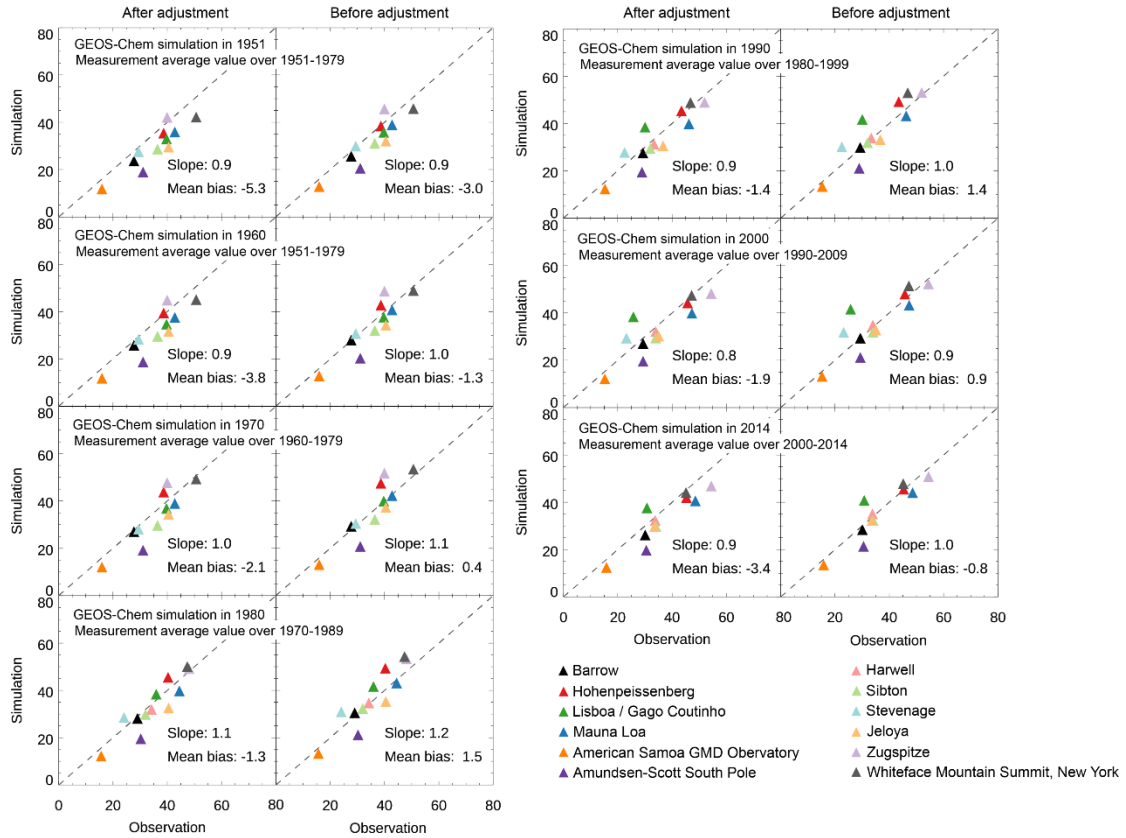 After adjustment
Before adjustment
80
60
40
20
0
Simulation
GEOS-Chem simulation in 1951
Measurement average value over 1951-1979
Slope: 0.9
Mean bias: -5.3
Slope: 0.9
Mean bias: -3.0
80
60
40
20
0
Simulation
GEOS-Chem simulation in 1960
Measurement average value over 1951-1979
Slope: 0.9
Mean bias: -3.8
Slope: 1.0
Mean bias: -1.3
80
60
40
20
0
Simulation
GEOS-Chem simulation in 1970
Measurement average value over 1960-1979
Slope: 1.0
Mean bias: -2.1
Slope: 1.1
Mean bias: 0.4
80
60
40
20
0
Simulation
GEOS-Chem simulation in 1980
Measurement average value over 1970-1989
Slope: 1.1
Mean bias: -1.3
Slope: 1.2
Mean bias: 1.5
0 20 40 60 80 20 40 60 80
Observation
Observation
After adjustment
Before adjustment
80
60
40
20
0
Simulation
GEOS-Chem simulation in 1990
Measurement average value over 1980-1999
Slope: 0.9
Mean bias: -1.4
Slope: 1.0
Mean bias: 1.4
80
60
40
20
0
Simulation
GEOS-Chem simulation in 2000
Measurement average value over 1990-2009
Slope: 0.8
Mean bias: -1.9
Slope: 0.9
Mean bias: 0.9
80
60
40
20
0
Simulation
GEOS-Chem simulation in 2014
Measurement average value over 2000-2014
Slope: 0.9
Mean bias: -3.4
Slope: 1.0
Mean bias: -0.8
0 20 40 60 80 20 40 60 80
Observation
Observation
Barrow
Hohenpeissenberg
Lisboa / Gago Coutinho
Mauna Loa
American Samoa GMD Obervatory
Amundsen-Scott South Pole
Harwell
Sibton
Stevenage
Jeloya
Zugspitze
Whiteface Mountain Summit, New York